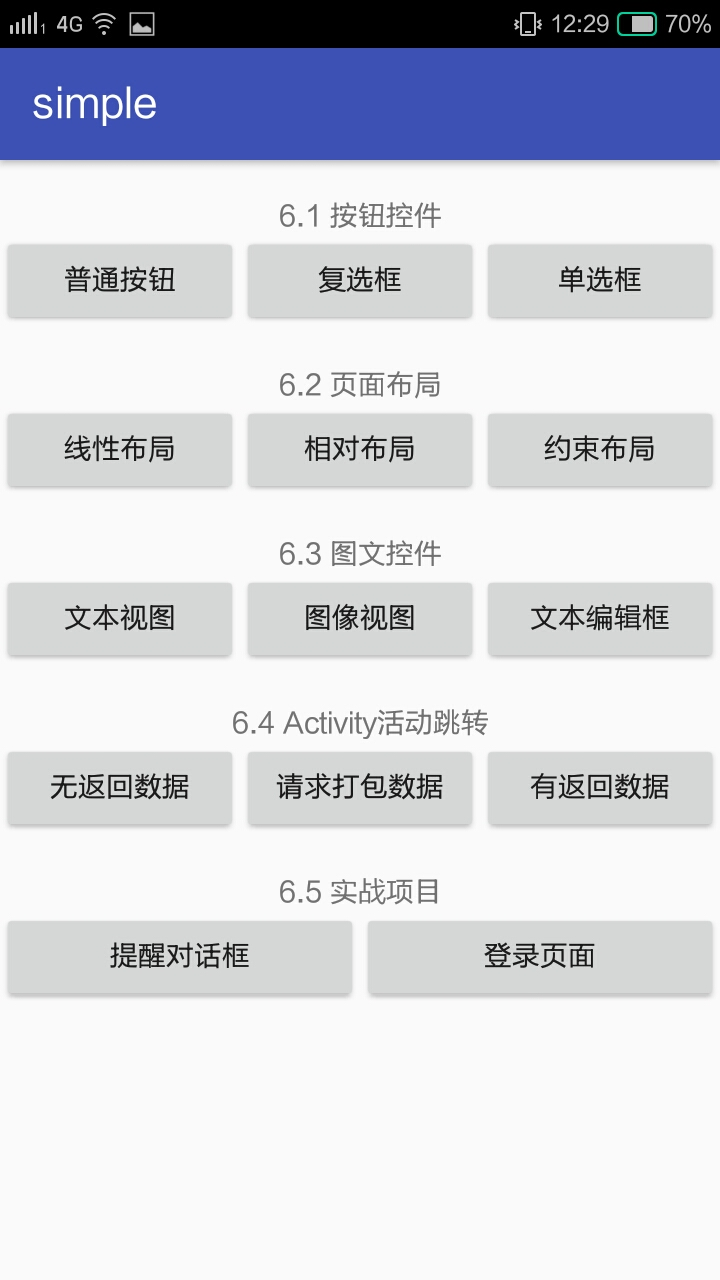 4G 12:29 70%
simple
6.1 按钮控件
普通按钮 复选框 单选框
6.2 页面布局
线性布局 相对布局 约束布局
6.3 图文控件
文本视图 图像视图 文本编辑框
6.4 Activity活动跳转
无返回数据 请求打包数据 有返回数据
6.5 实战项目
提醒对话框 登录页面